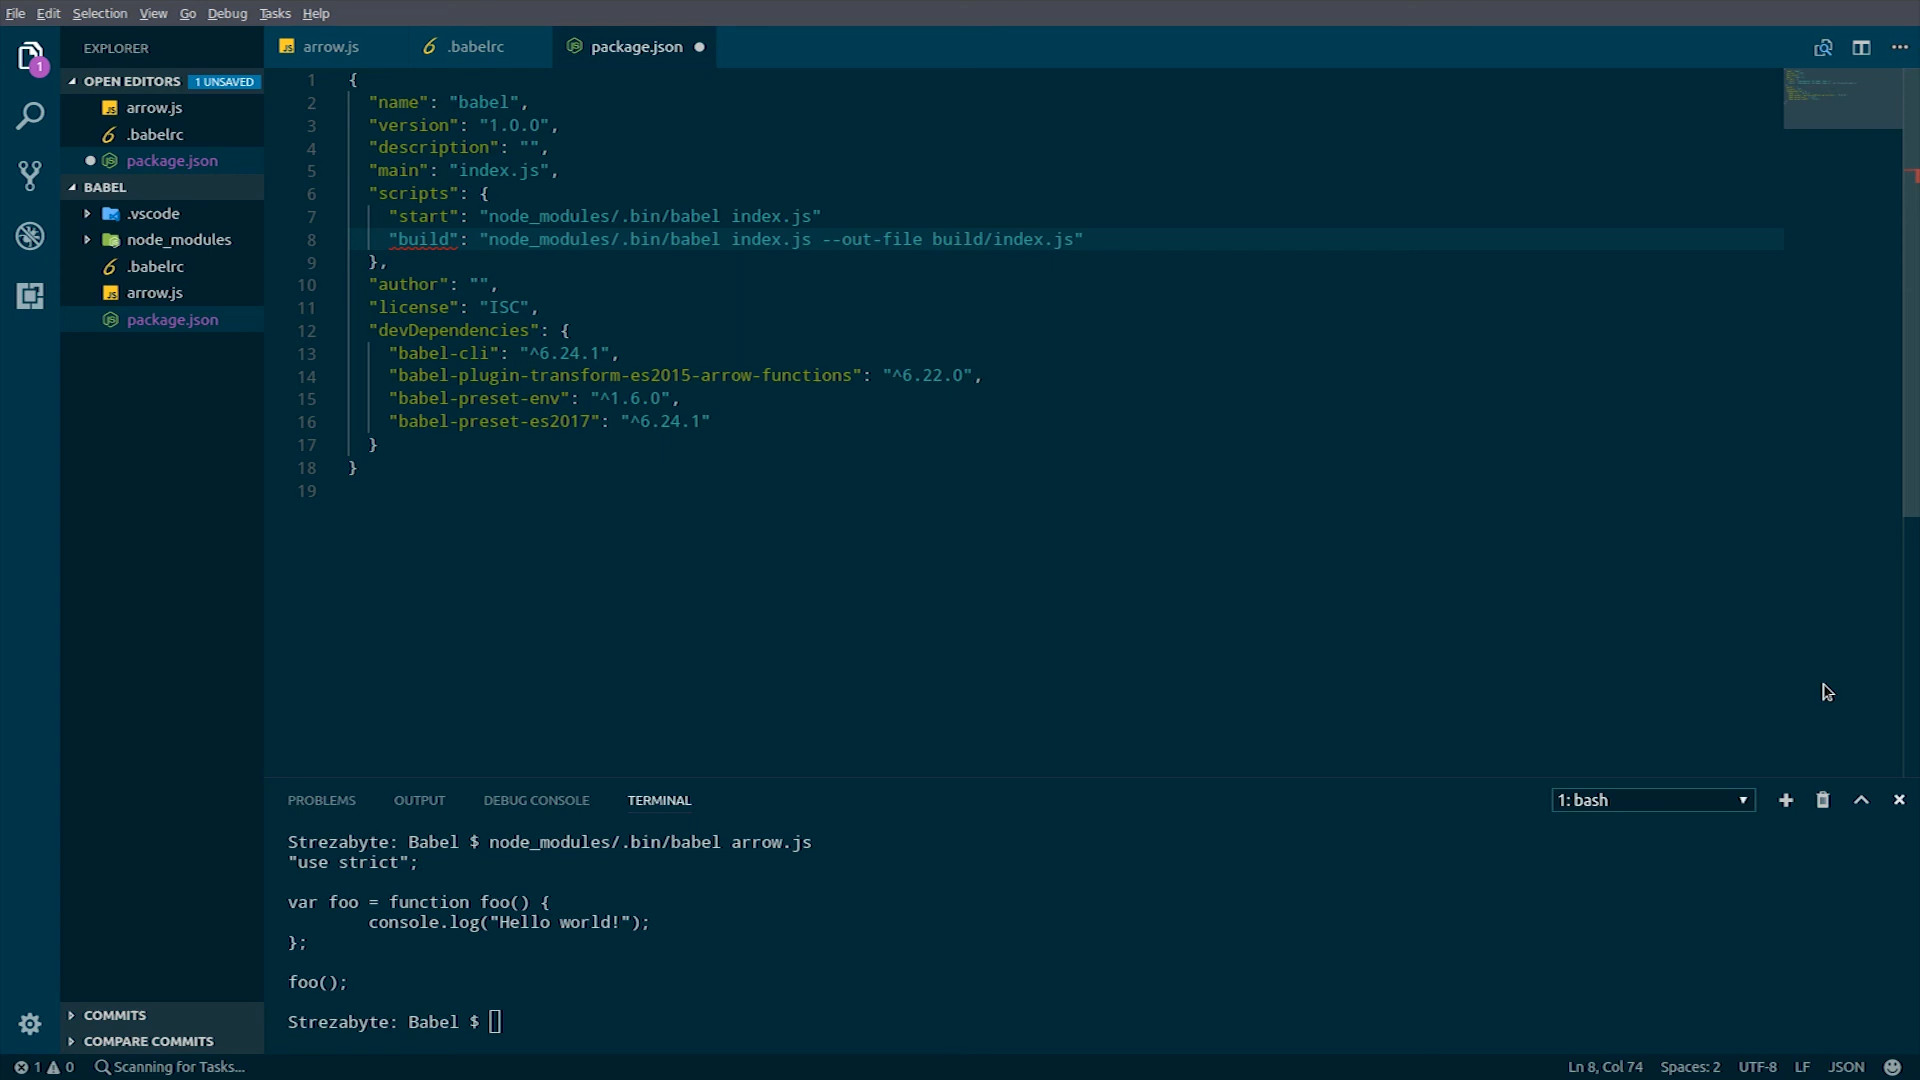 File Edit Selection View Go Debug Tasks Help
EXPLORER
OPEN EDITORS 1 UNSAVED
arrow.js
.babelrc
package.json
BABEL
.vscode
node_modules
.babelrc
arrow.js
package.json
COMMITS
COMPARE COMMITS
1
arrow.js .babelrc package.json
1 {
2 "name": "babel",
3 "version": "1.0.0",
4 "description": "",
5 "main": "index.js",
6 "scripts": {
7 "start": "node_modules/.bin/babel index.js"
8 "build": "node_modules/.bin/babel index.js --out-file build/index.js"
9 },
10 "author": "",
11 "license": "ISC",
12 "devDependencies": {
13 "babel-cli": "^6.24.1",
14 "babel-plugin-transform-es2015-arrow-functions": "^6.22.0",
15 "babel-preset-env": "^1.6.0",
16 "babel-preset-es2017": "^6.24.1"
17 }
18 }
19
PROBLEMS OUTPUT DEBUG CONSOLE TERMINAL 1: bash
Strezabyte: Babel $ node_modules/.bin/babel arrow.js
"use strict";
var foo = function foo() {
console.log("Hello world!");
};
foo();
Strezabyte: Babel $
1 0 Scanning for Tasks... Ln 8, Col 74 Spaces: 2 UTF-8 LF JSON